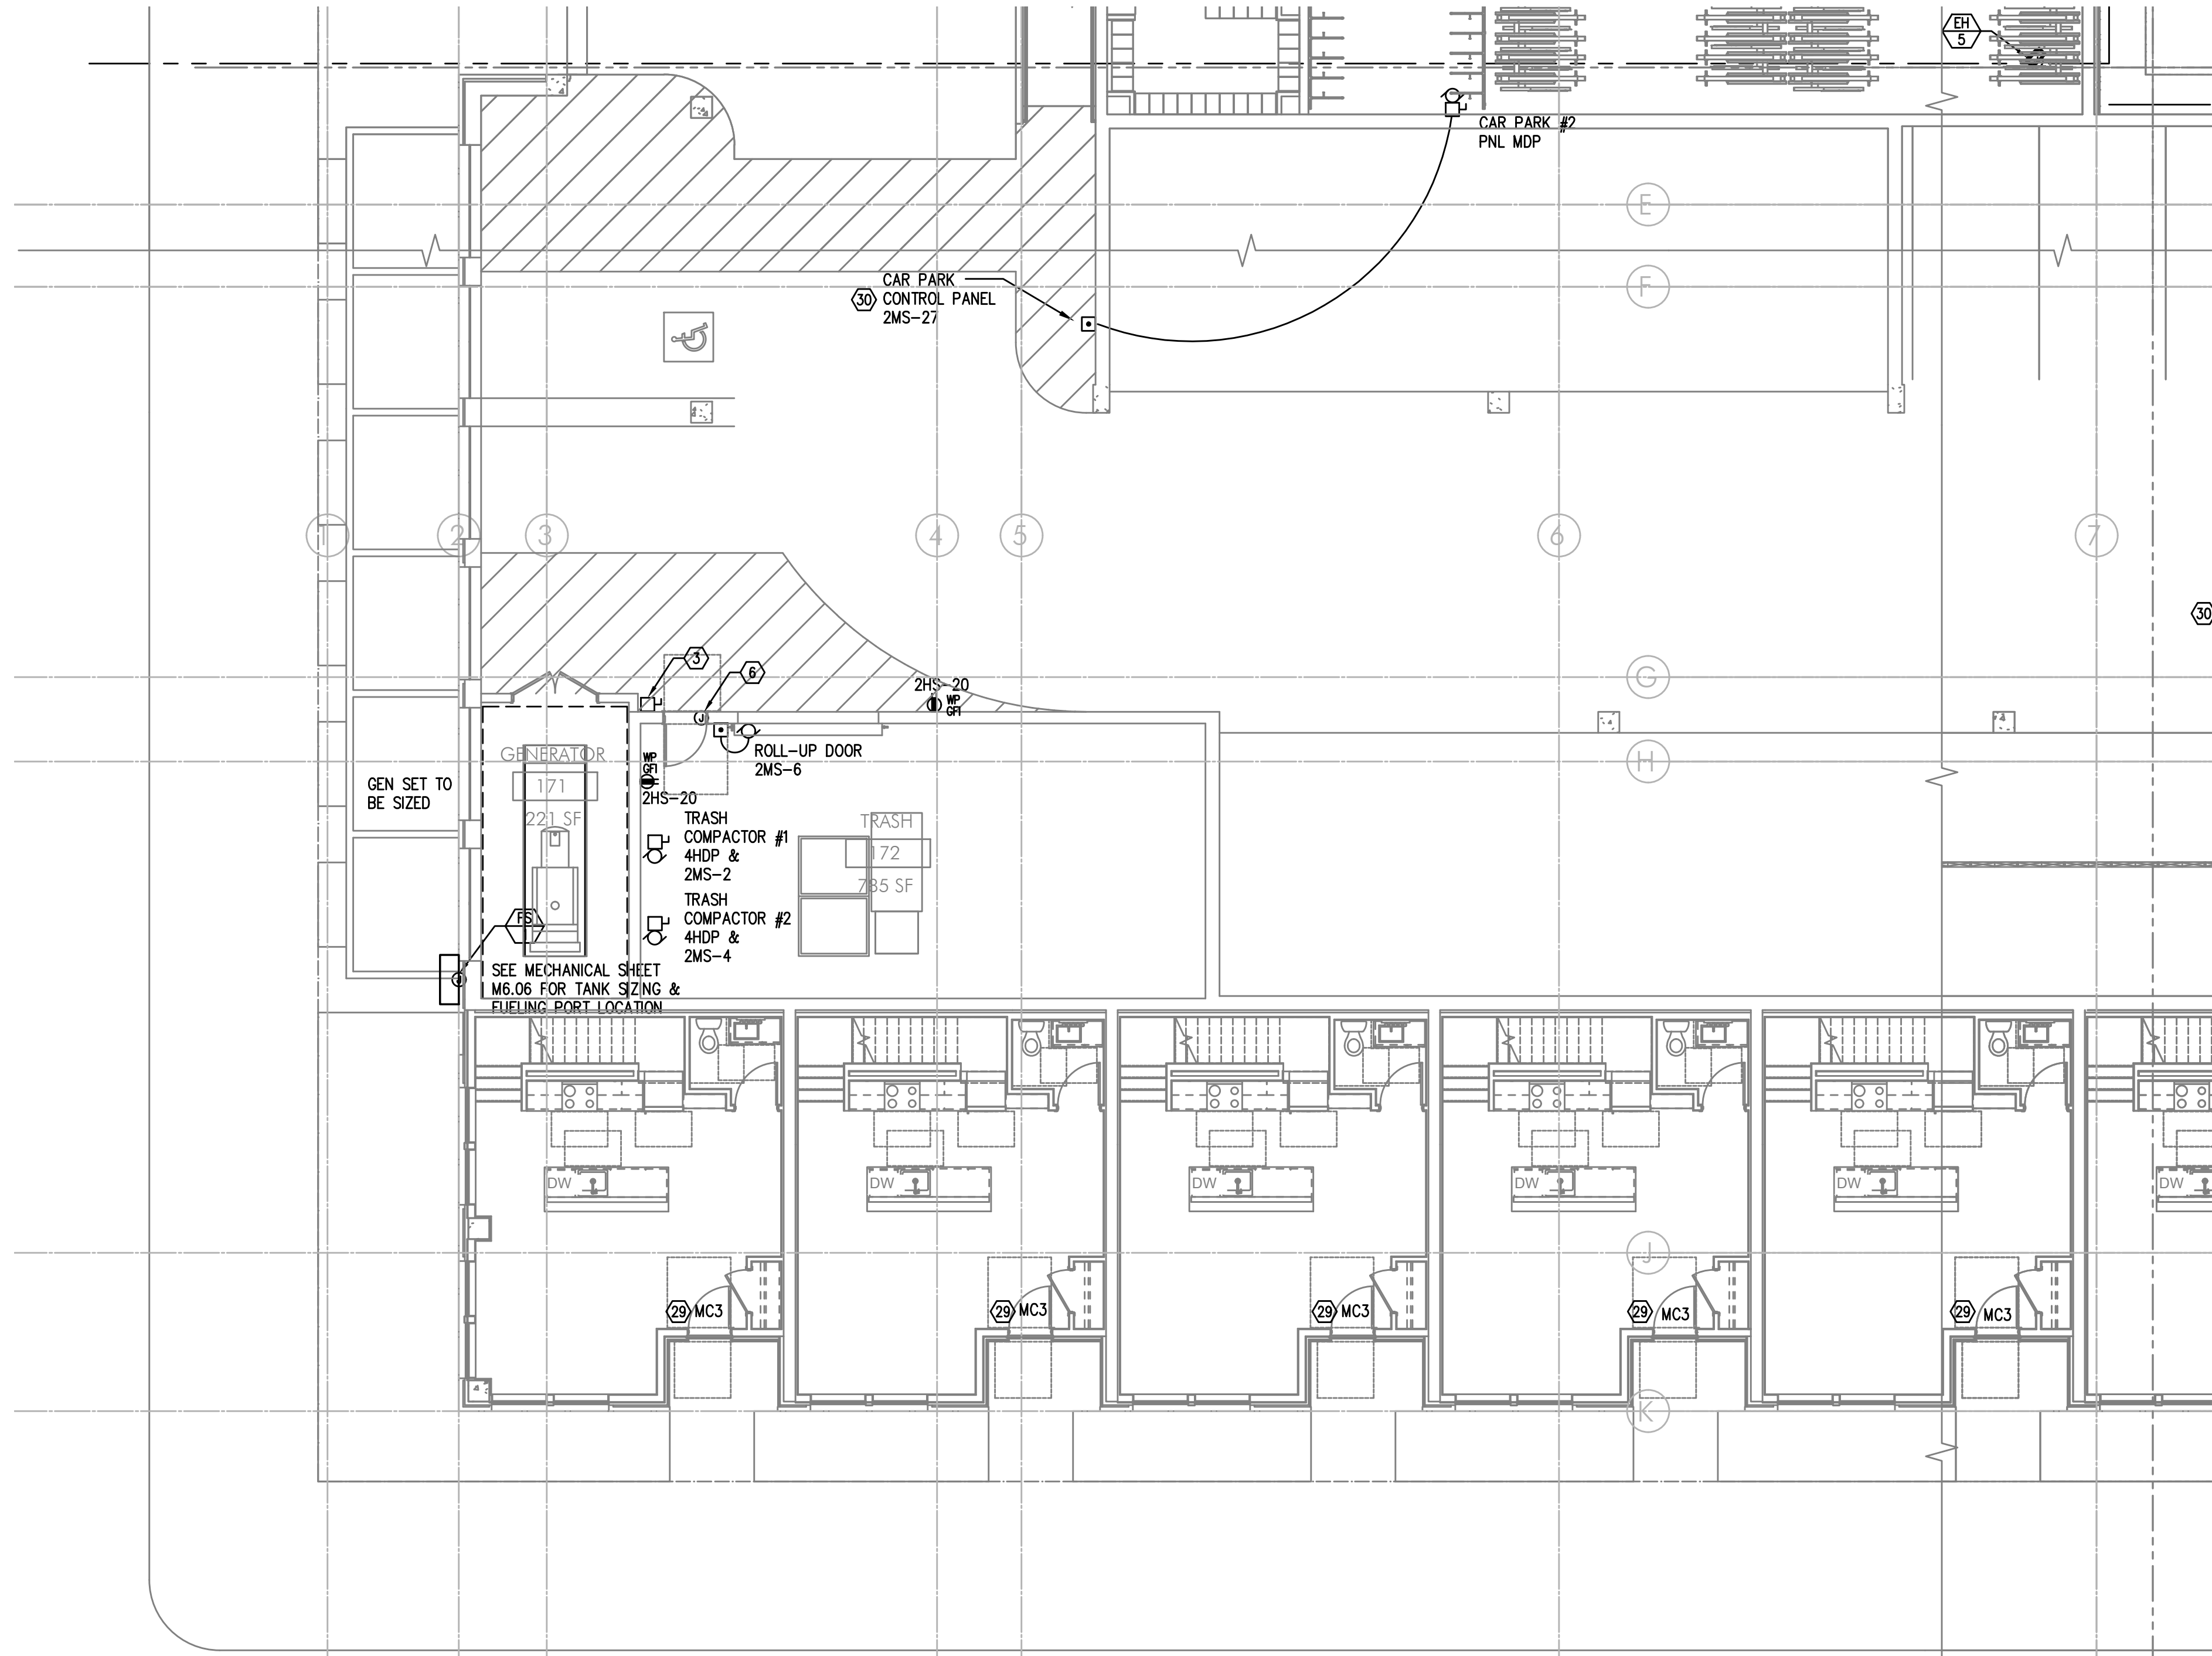 EH
5
CAR PARK #2
PNL MDP
E
CAR PARK
30 CONTROL PANEL
2MS-27
F
1
2
3
4
5
6
7
30
3
6
G
2HS-20
WP
GFI
J
ROLL-UP DOOR
2MS-6
H
GENERATOR
171
221 SF
GEN SET TO
BE SIZED
WP
GFI
2HS-20
TRASH
COMPACTOR #1
4HDP &
2MS-2
TRASH
172
785 SF
TRASH
COMPACTOR #2
4HDP &
2MS-4
FS
1
J
SEE MECHANICAL SHEET
M6.06 FOR TANK SIZING &
FUELING PORT LOCATION
DW
DW
DW
DW
DW
DW
J
29 MC3
29 MC3
29 MC3
29 MC3
29 MC3
K